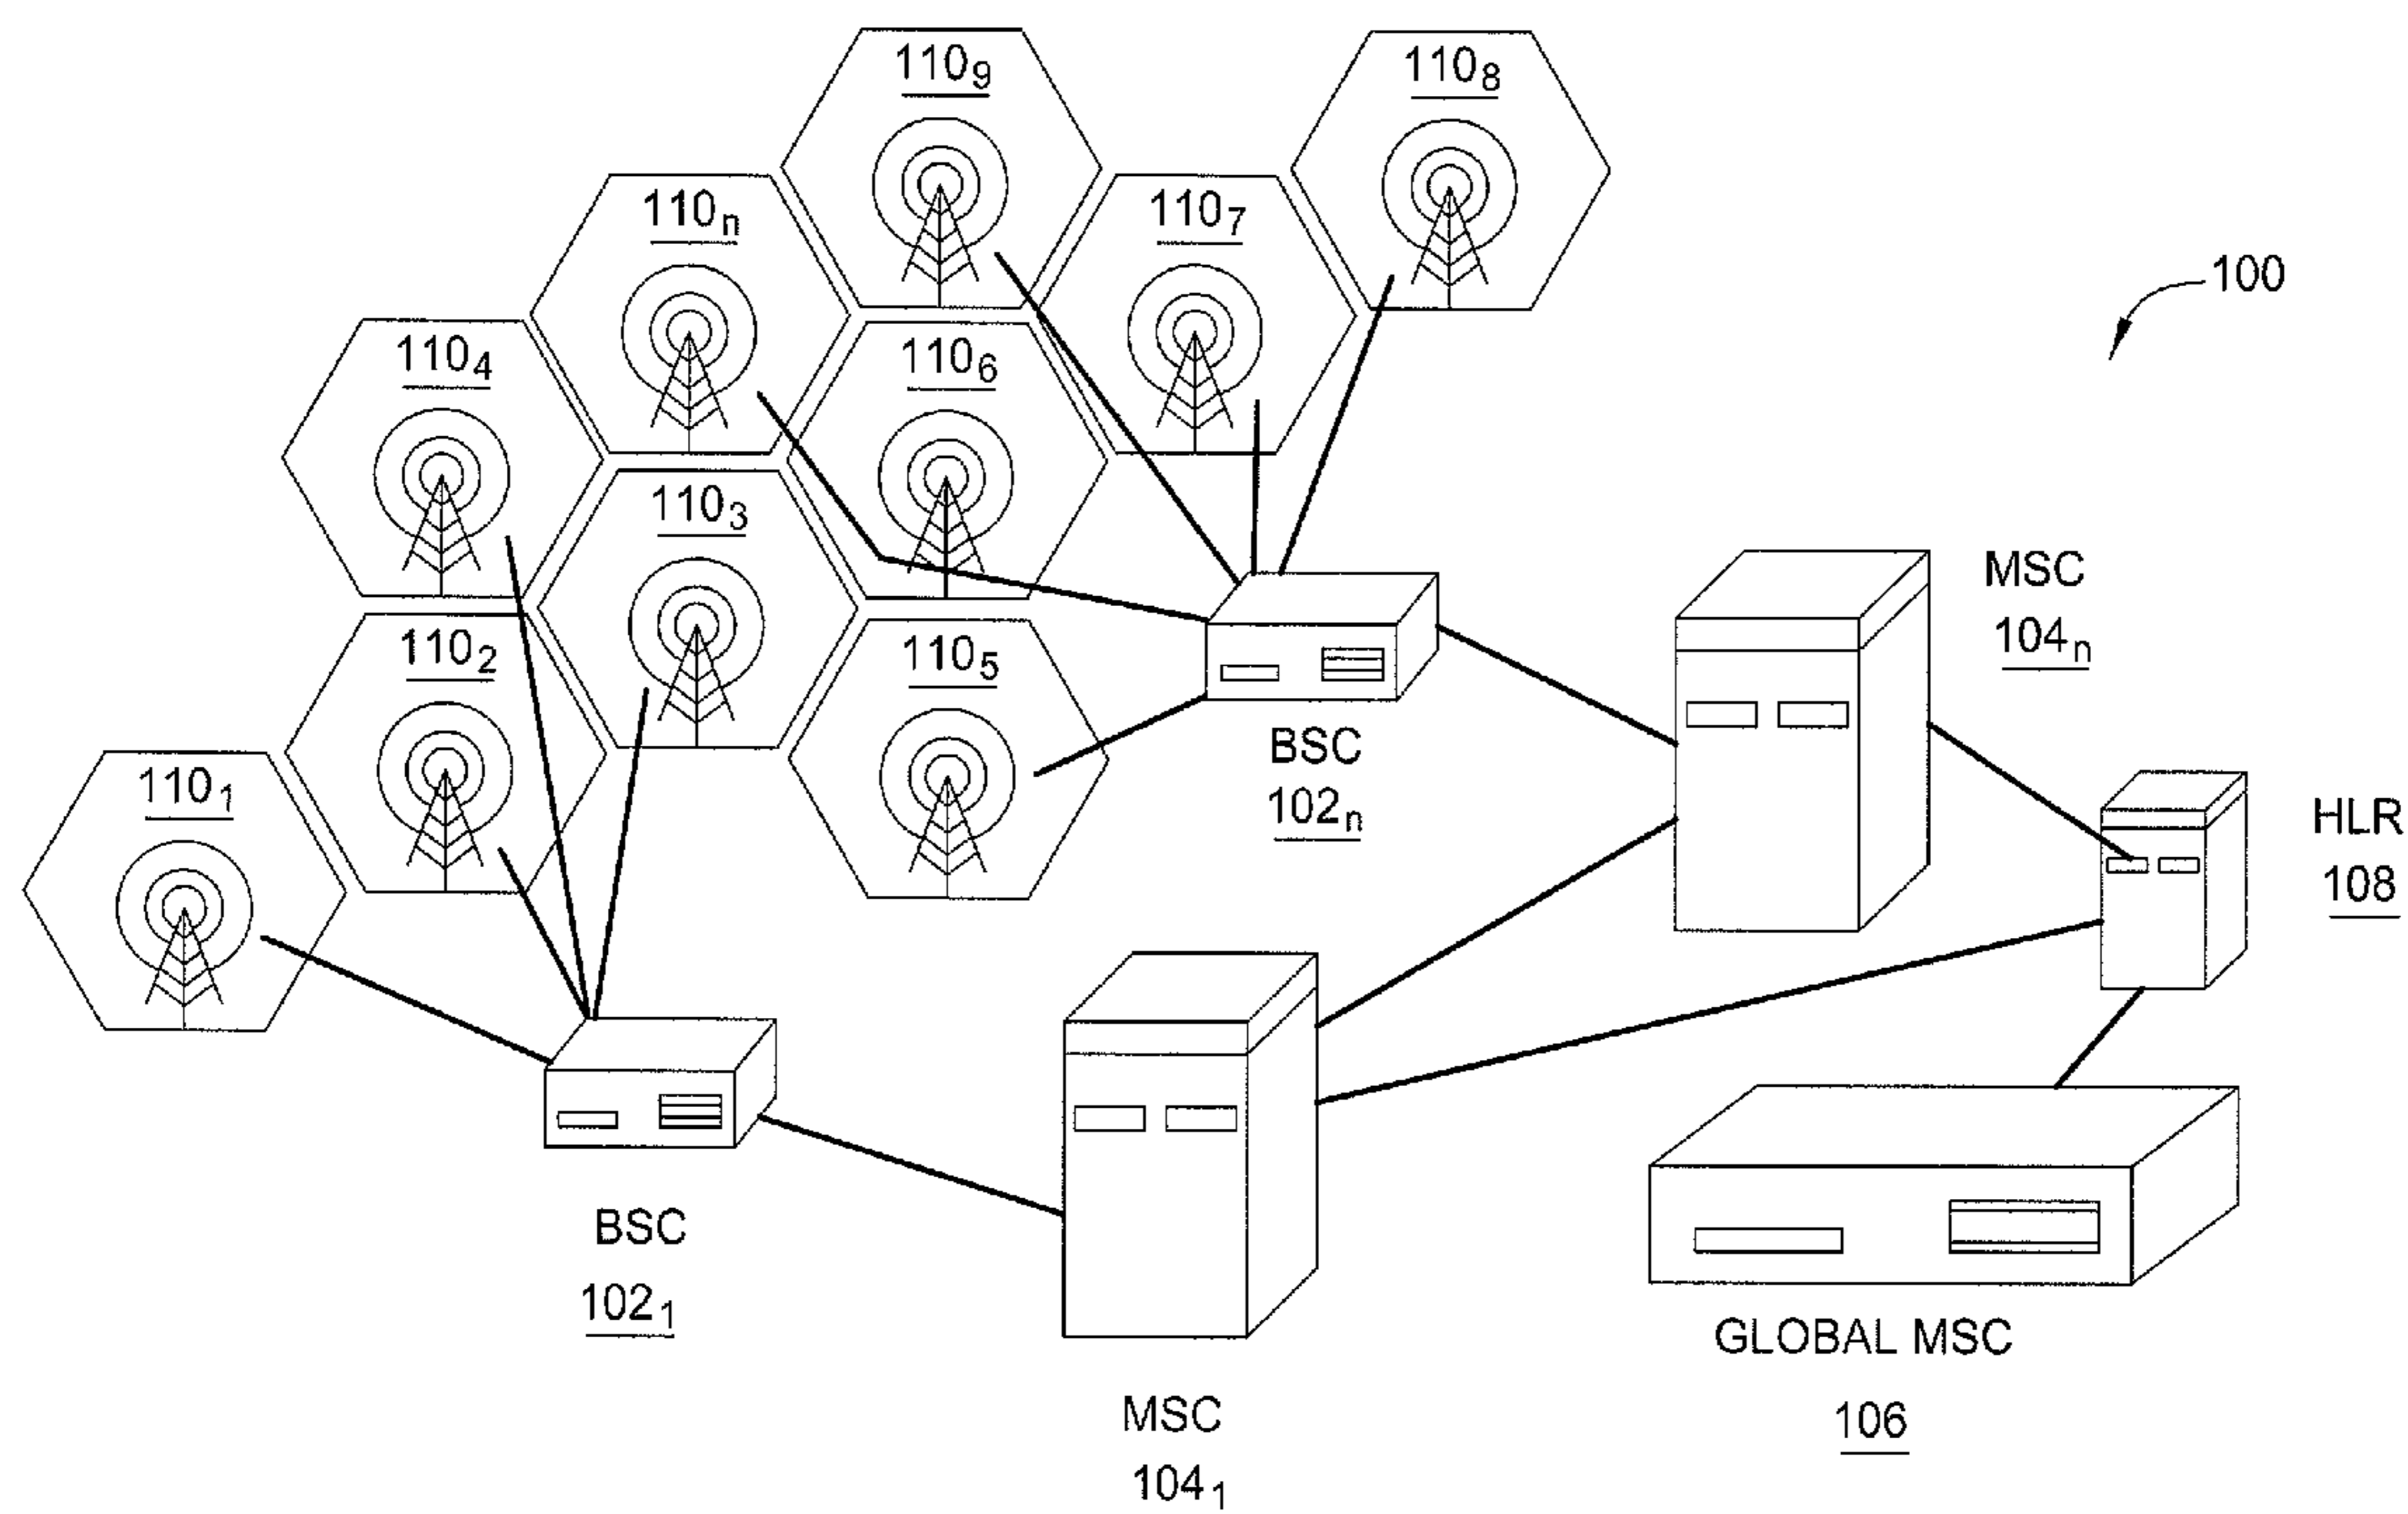 110₉
110₈
110ₙ
110₇
100
110₄
110₆
110₃
MSC
104ₙ
110₂
110₅
BSC
102ₙ
110₁
HLR
108
BSC
102₁
GLOBAL MSC
106
MSC
104₁